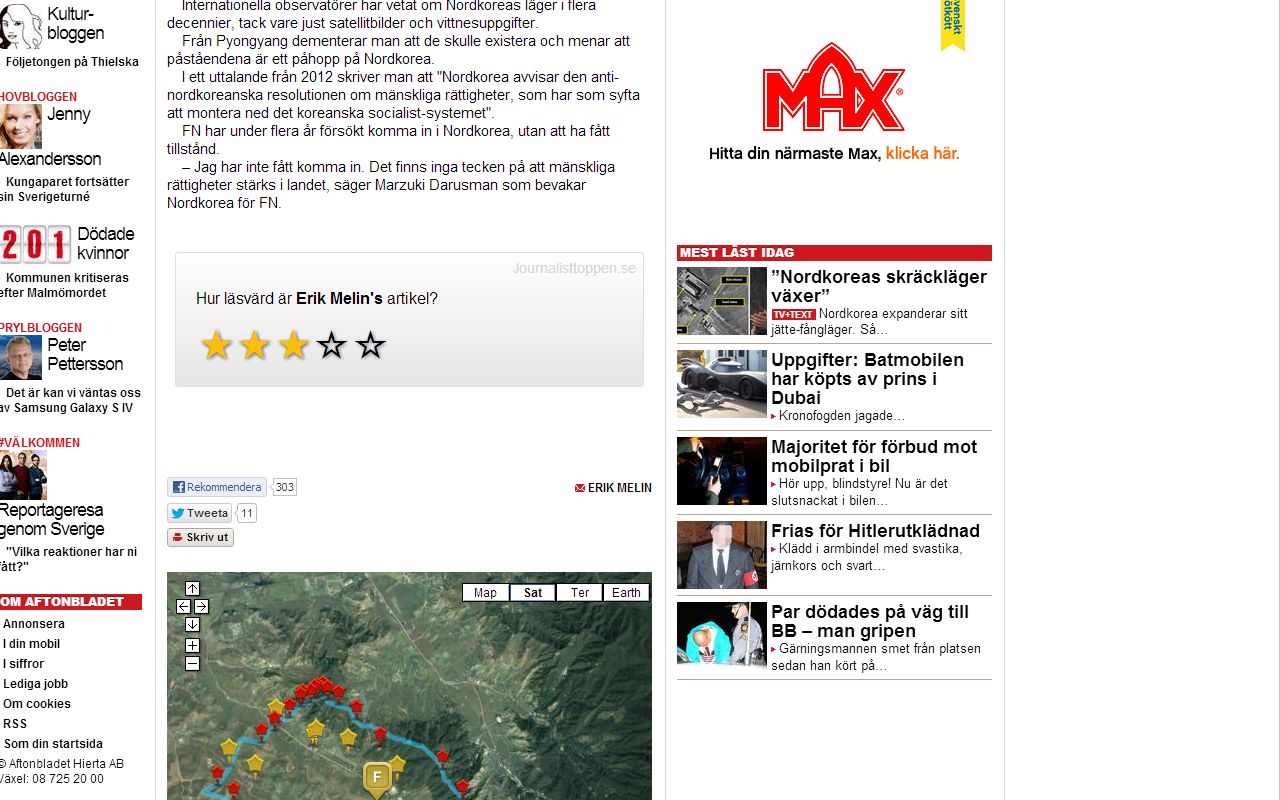 Kultur-
bloggen
Följetongen på Thielska
HOVBLOGGEN
Jenny
Alexandersson
Kungaparet fortsätter
sin Sverigeturné
201
Dödade
kvinnor
Kommunen kritiseras
efter Malmömordet
PRYLBLOGGEN
Peter
Pettersson
Det är kan vi väntas oss
av Samsung Galaxy S IV
#VÄLKOMMEN
Reportageresa
genom Sverige
"Vilka reaktioner har ni
fått?"
OM AFTONBLADET
Annonsera
I din mobil
I siffror
Lediga jobb
Om cookies
RSS
Som din startsida
© Aftonbladet Hierta AB
Växel: 08 725 20 00
Internationella observatörer har vetat om Nordkoreas läger i flera
decennier, tack vare just satellitbilder och vittnesuppgifter.
Från Pyongyang dementerar man att de skulle existera och menar att
påståendena är ett påhopp på Nordkorea.
I ett uttalande från 2012 skriver man att "Nordkorea avvisar den anti-
nordkoreanska resolutionen om mänskliga rättigheter, som har som syfta
att montera ned det koreanska socialist-systemet".
FN har under flera år försökt komma in i Nordkorea, utan att ha fått
tillstånd.
– Jag har inte fått komma in. Det finns inga tecken på att mänskliga
rättigheter stärks i landet, säger Marzuki Darusman som bevakar
Nordkorea för FN.
Journalisttoppen.se
Hur läsvärd är Erik Melin's artikel?
Rekommendera 303
ERIK MELIN
Tweeta 11
Skriv ut
Map Sat Ter Earth
F
svenskt
nötkött
MAX®
Hitta din närmaste Max, klicka här.
MEST LÄST IDAG
”Nordkoreas skräckläger
växer”
TV+TEXT Nordkorea expanderar sitt
jätte-fångläger. Så…
Uppgifter: Batmobilen
har köpts av prins i
Dubai
Kronofogden jagade…
Majoritet för förbud mot
mobilprat i bil
Hör upp, blindstyre! Nu är det
slutsnackat i bilen…
Frias för Hitlerutklädnad
Klädd i armbindel med svastika,
järnkors och svart…
Par dödades på väg till
BB – man gripen
Gärningsmannen smet från platsen
sedan han kört på…